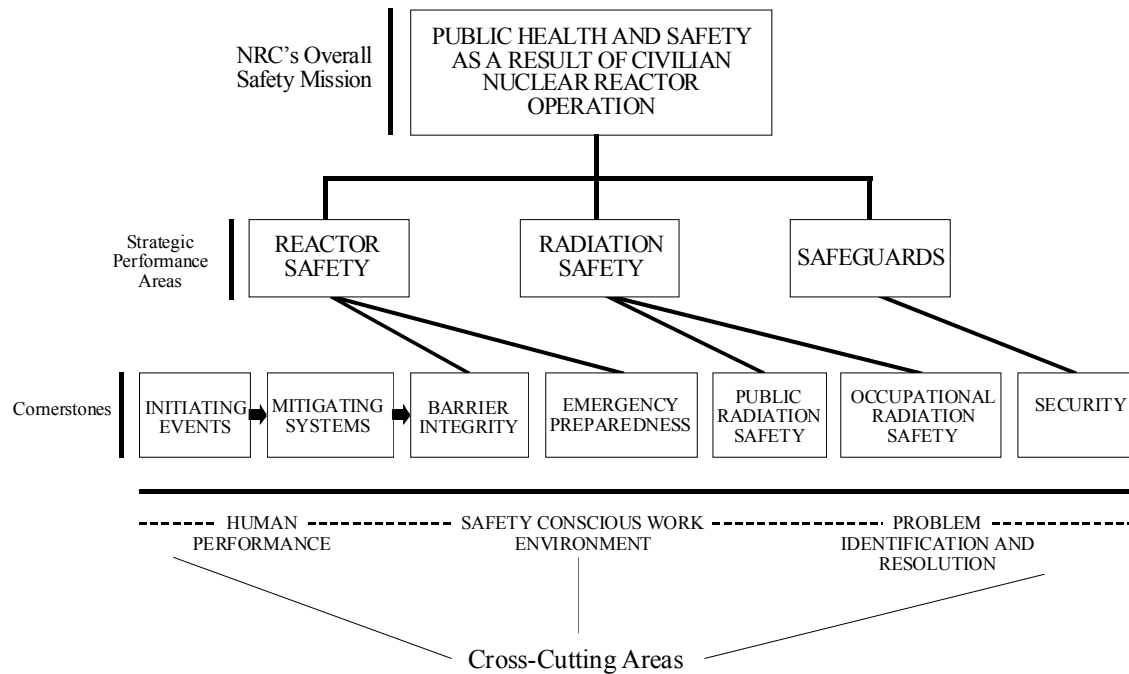 NRC's Overall
Safety Mission
PUBLIC HEALTH AND SAFETY
AS A RESULT OF CIVILIAN
NUCLEAR REACTOR
OPERATION
Strategic
Performance
Areas
REACTOR
SAFETY
RADIATION
SAFETY
SAFEGUARDS
Cornerstones
INITIATING
EVENTS
MITIGATING
SYSTEMS
BARRIER
INTEGRITY
EMERGENCY
PREPAREDNESS
PUBLIC
RADIATION
SAFETY
OCCUPATIONAL
RADIATION
SAFETY
SECURITY
HUMAN
PERFORMANCE
SAFETY CONSCIOUS WORK
ENVIRONMENT
PROBLEM
IDENTIFICATION AND
RESOLUTION
Cross-Cutting Areas